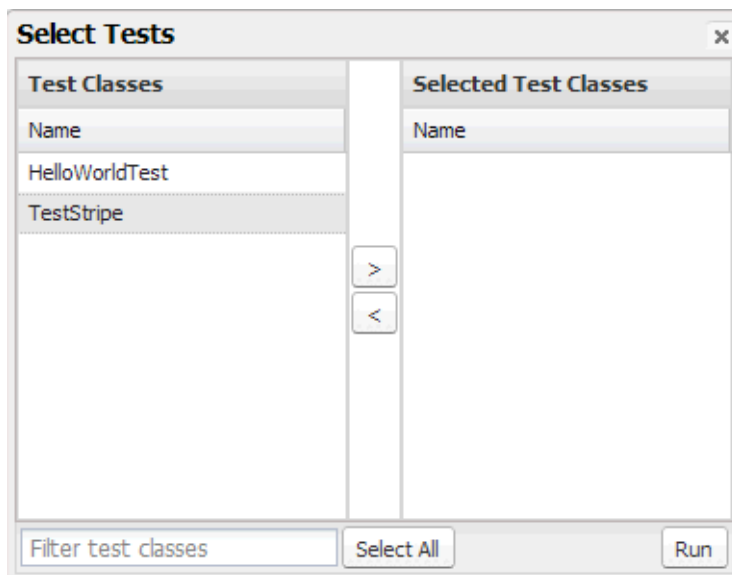 Select Tests
×
Test Classes
Selected Test Classes
Name
Name
HelloWorldTest
TestStripe
>
<
Filter test classes
Select All
Run